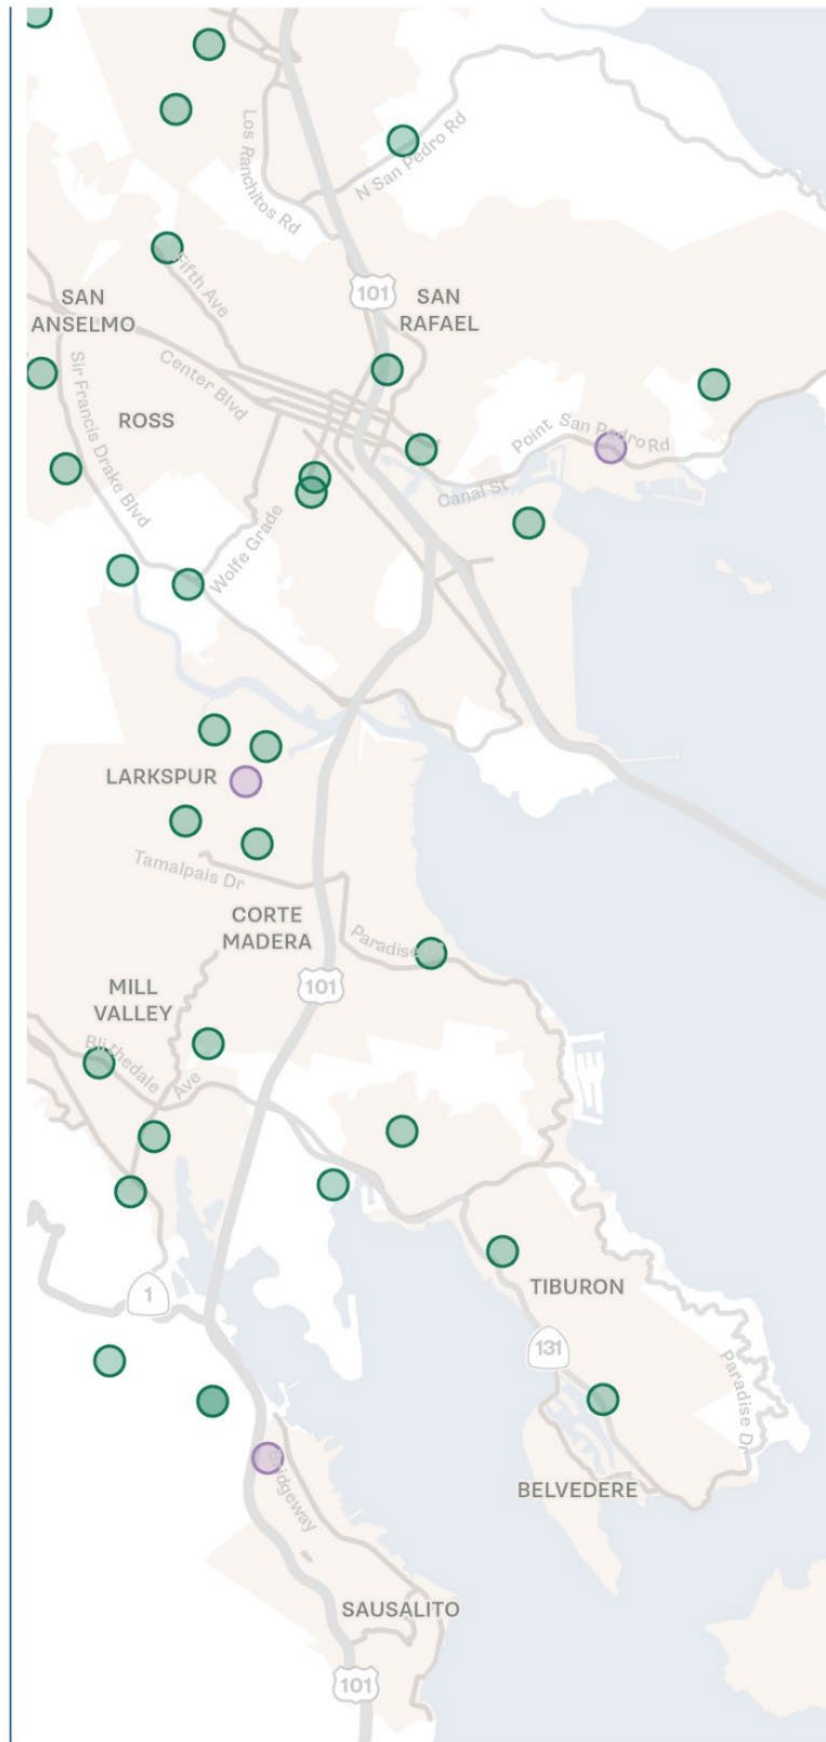 Los Ranchitos Rd
N San Pedro Rd
Fifth Ave
101
SAN
ANSELMO
SAN
RAFAEL
Center Blvd
Sir Francis Drake Blvd
ROSS
Point San Pedro Rd
Canal St
Wolfe Grade
LARKSPUR
Tamalpais Dr
CORTE
MADERA
Paradise
101
MILL
VALLEY
Blithedale Ave
TIBURON
1
131
Paradise Dr
BELVEDERE
Bridgeway
SAUSALITO
101